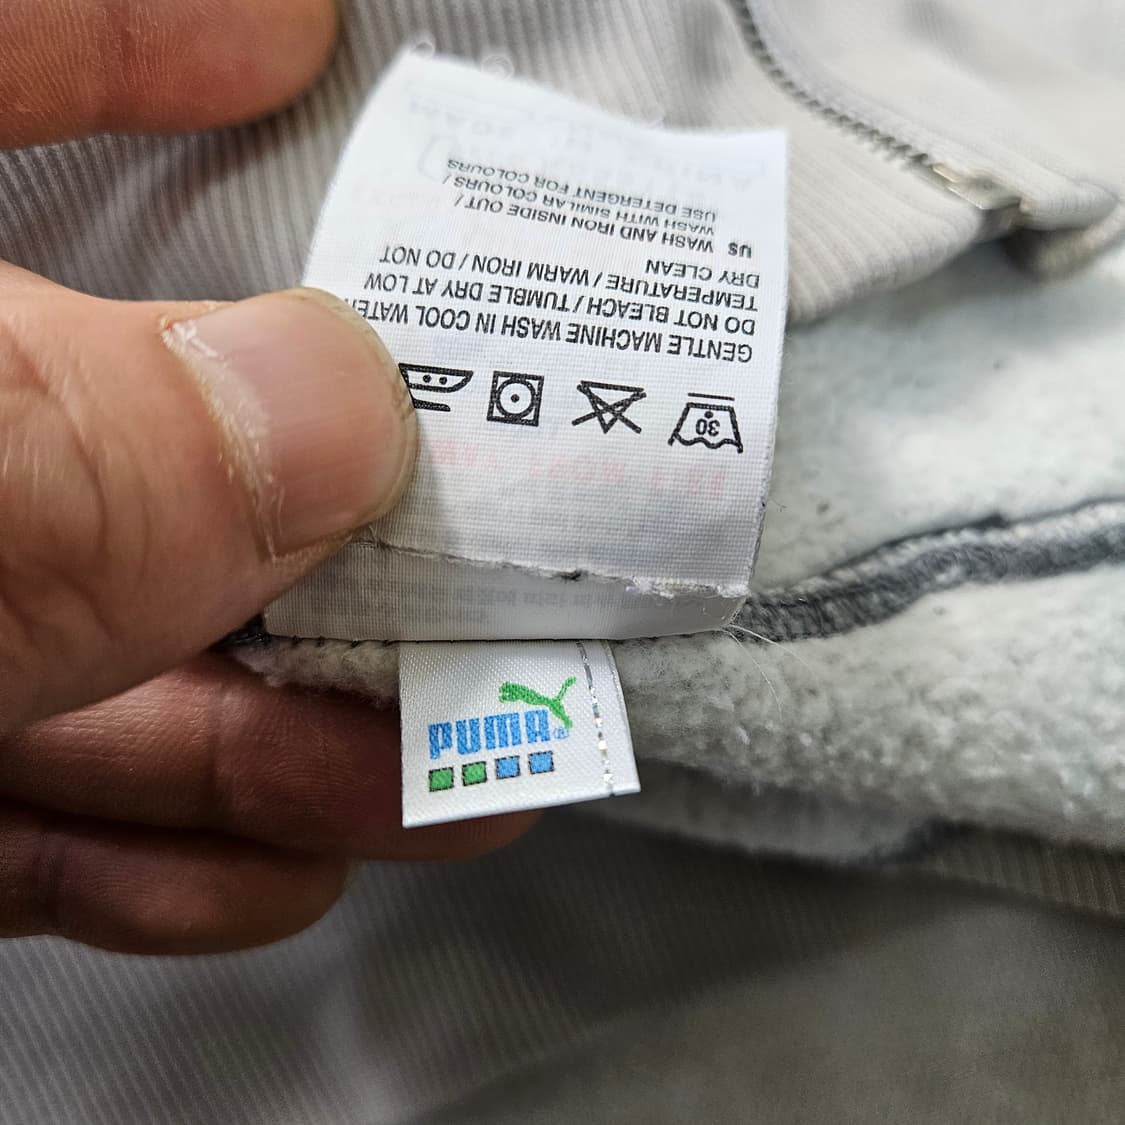 30
GENTLE MACHINE WASH IN COOL WATER
DO NOT BLEACH / TUMBLE DRY AT LOW
TEMPERATURE / WARM IRON / DO NOT
DRY CLEAN
US WASH AND IRON INSIDE OUT /
WASH WITH SIMILAR COLOURS /
USE DETERGENT FOR COLOURS
PUMA®